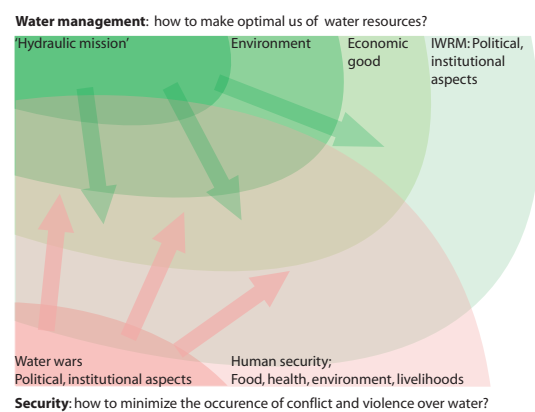 Water management: how to make optimal us of water resources?
'Hydraulic mission'
Environment
Economic
good
IWRM: Political,
institutional
aspects
Water wars
Political, institutional aspects
Human security;
Food, health, environment, livelihoods
Security: how to minimize the occurence of conflict and violence over water?